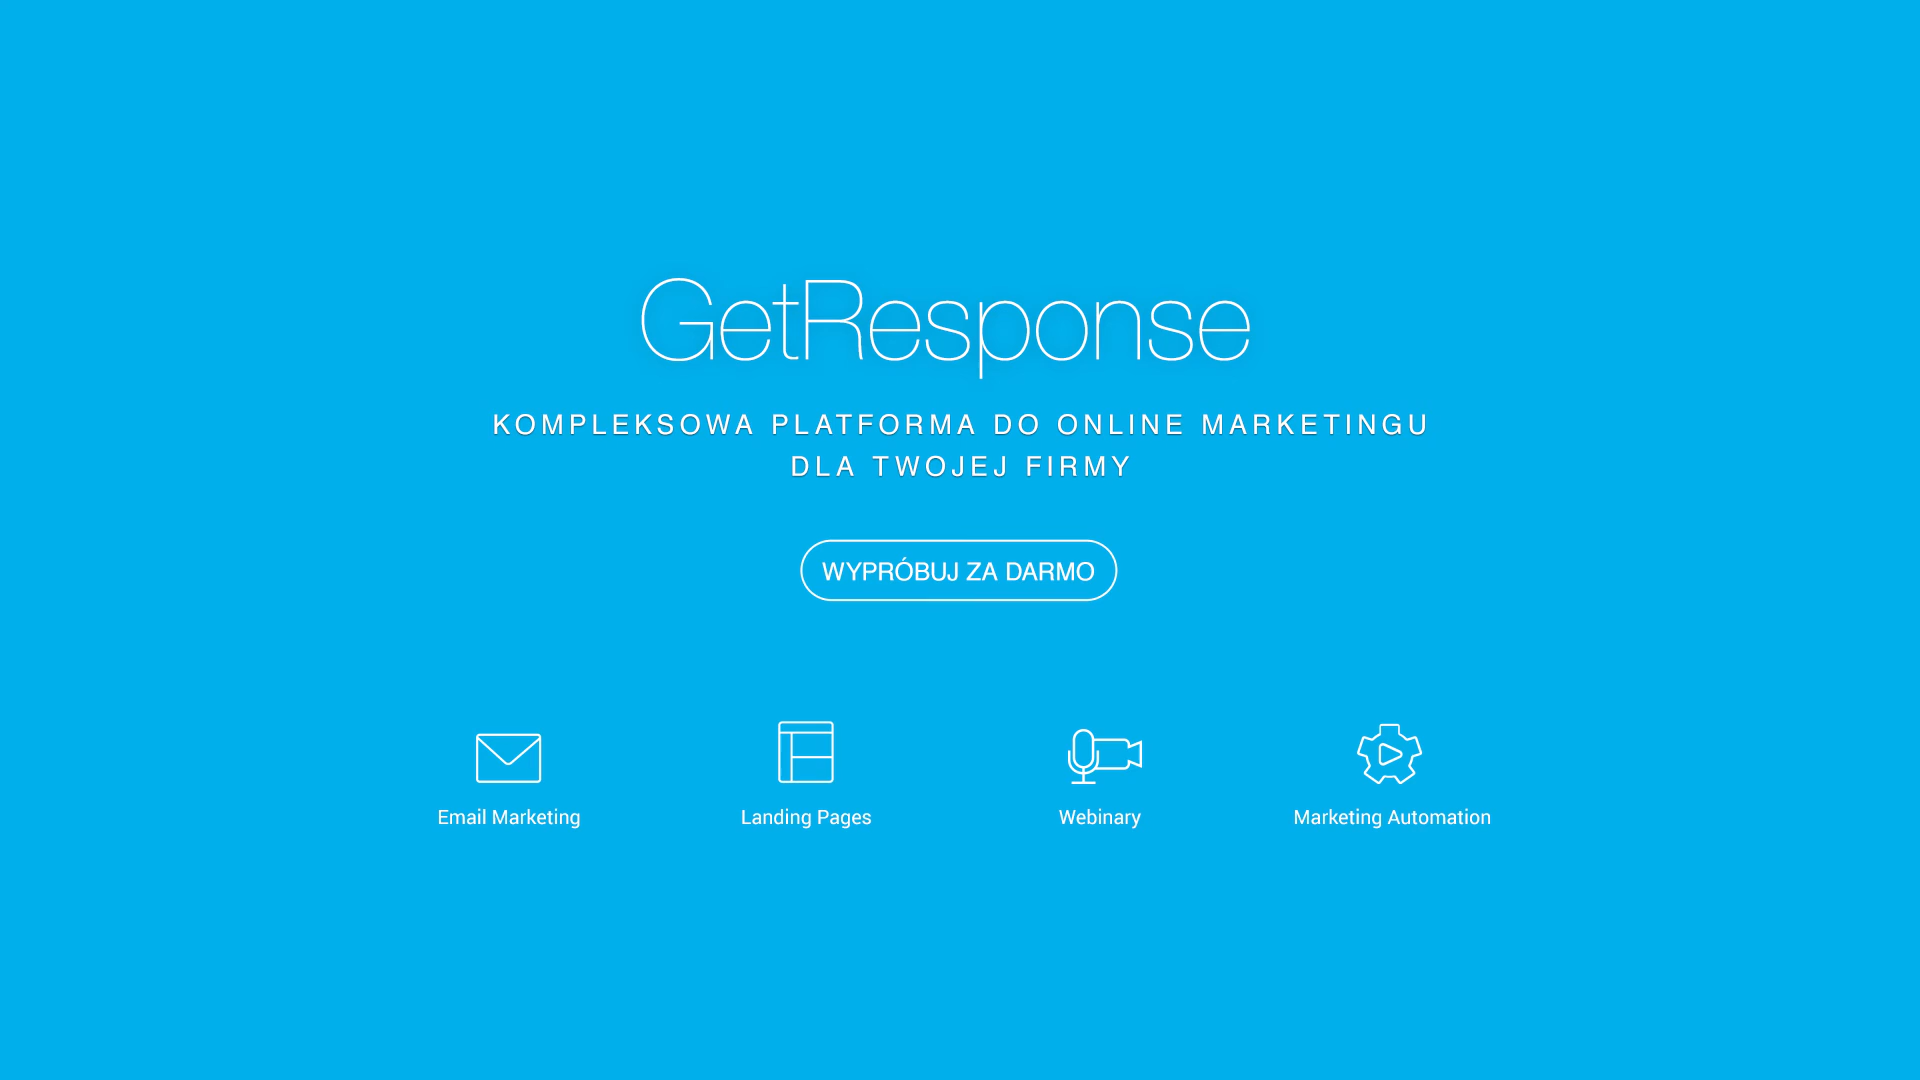 GetResponse
KOMPLEKSOWA PLATFORMA DO ONLINE MARKETINGU
DLA TWOJEJ FIRMY
WYPRÓBUJ ZA DARMO
Email Marketing
Landing Pages
Webinary
Marketing Automation